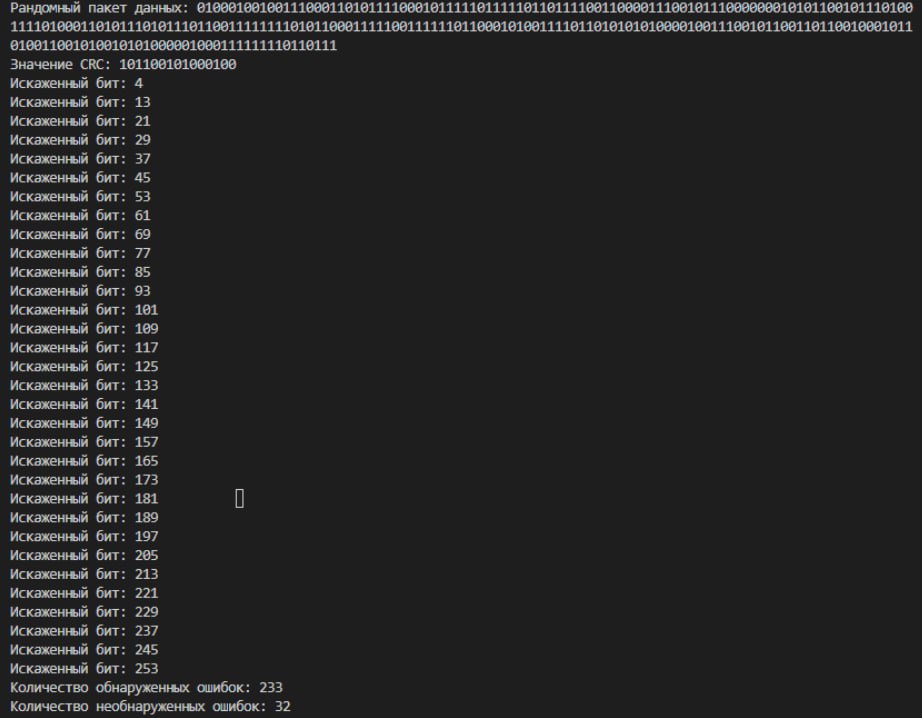 Рандомный пакет данных: 0100010010011100011010111100010111110111110110111100110000111001011100000001010110010111010​0
111101000110101110101110110011111111101011000111110011111110110001010011110110101010100001001110010110011011001000​1011
0100110010100101010000010001111111110110111
Значение CRC: 101100101000100
Искаженный бит: 4
Искаженный бит: 13
Искаженный бит: 21
Искаженный бит: 29
Искаженный бит: 37
Искаженный бит: 45
Искаженный бит: 53
Искаженный бит: 61
Искаженный бит: 69
Искаженный бит: 77
Искаженный бит: 85
Искаженный бит: 93
Искаженный бит: 101
Искаженный бит: 109
Искаженный бит: 117
Искаженный бит: 125
Искаженный бит: 133
Искаженный бит: 141
Искаженный бит: 149
Искаженный бит: 157
Искаженный бит: 165
Искаженный бит: 173
Искаженный бит: 181
Искаженный бит: 189
Искаженный бит: 197
Искаженный бит: 205
Искаженный бит: 213
Искаженный бит: 221
Искаженный бит: 229
Искаженный бит: 237
Искаженный бит: 245
Искаженный бит: 253
Количество обнаруженных ошибок: 233
Количество необнаруженных ошибок: 32